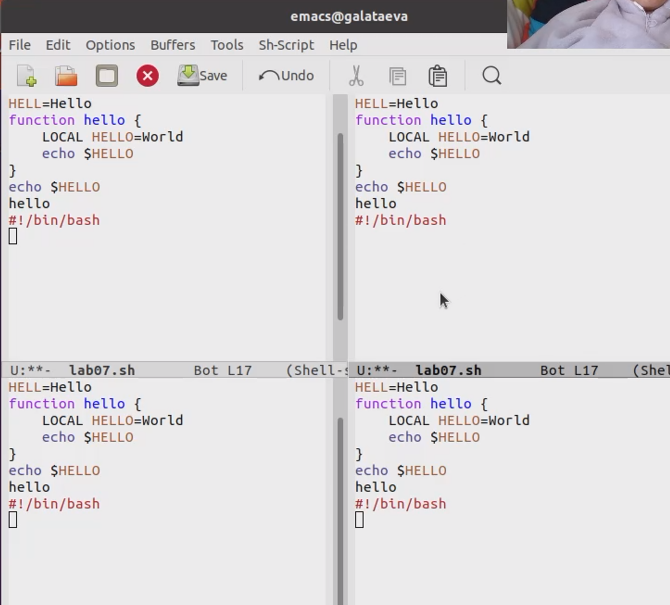 emacs@galataeva
File Edit Options Buffers Tools Sh-Script Help
Save Undo
HELL=Hello
function hello {
    LOCAL HELLO=World
    echo $HELLO
}
echo $HELLO
hello
#!/bin/bash
U:**- lab07.sh Bot L17 (Shell-s
HELL=Hello
function hello {
    LOCAL HELLO=World
    echo $HELLO
}
echo $HELLO
hello
#!/bin/bash
U:**- lab07.sh Bot L17 (Shel
HELL=Hello
function hello {
    LOCAL HELLO=World
    echo $HELLO
}
echo $HELLO
hello
#!/bin/bash
HELL=Hello
function hello {
    LOCAL HELLO=World
    echo $HELLO
}
echo $HELLO
hello
#!/bin/bash